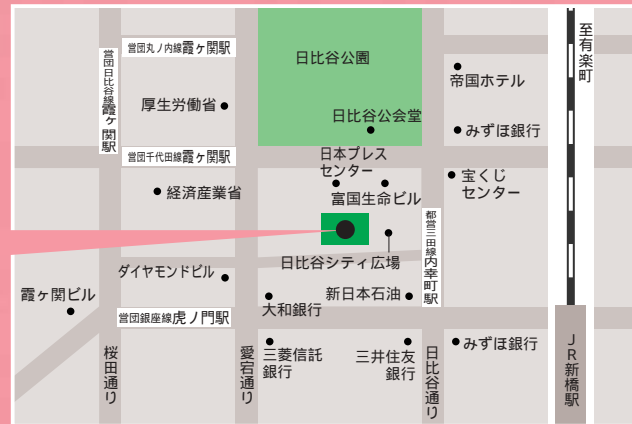 営団丸ノ内線霞ヶ関駅
営団日比谷線霞ヶ関駅
日比谷公園
至有楽町
帝国ホテル
厚生労働省
日比谷公会堂
みずほ銀行
営団千代田線霞ヶ関駅
日本プレス
センター
宝くじ
センター
経済産業省
富国生命ビル
都営三田線内幸町駅
日比谷シティ広場
ダイヤモンドビル
霞ヶ関ビル
新日本石油
大和銀行
営団銀座線虎ノ門駅
桜田通り
愛宕通り
三菱信託
銀行
三井住友
銀行
日比谷通り
みずほ銀行
JR新橋駅